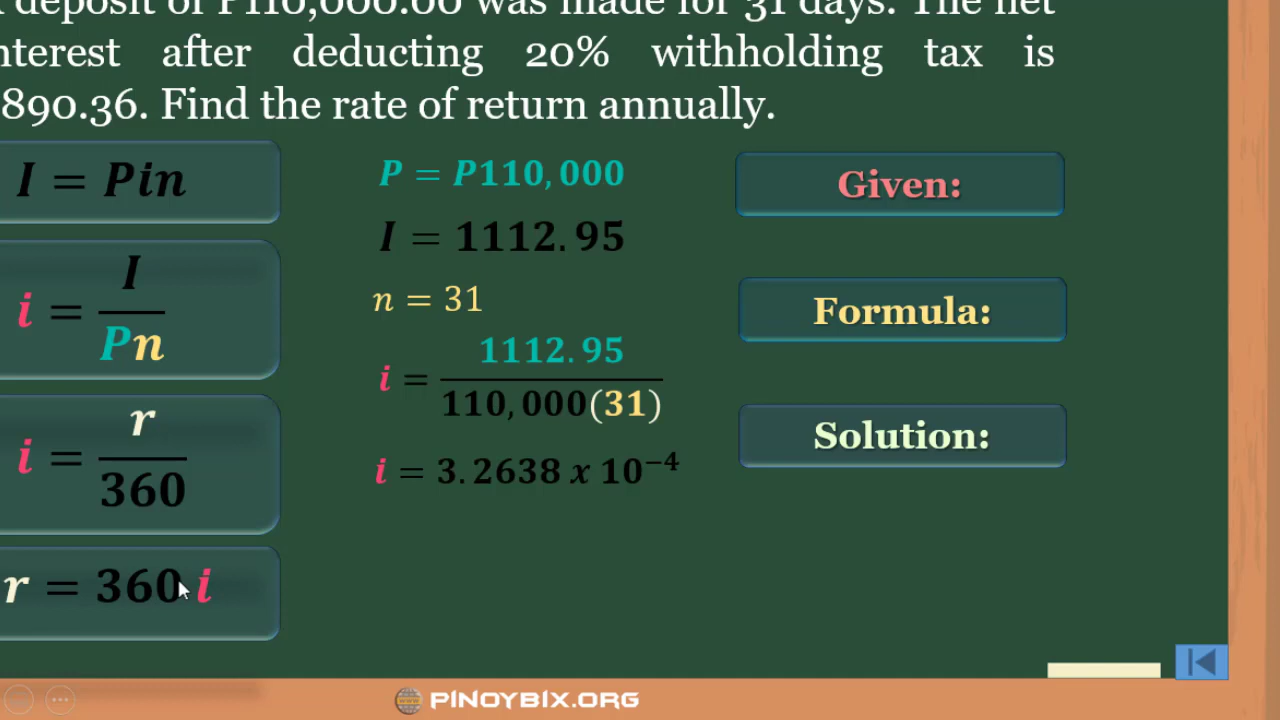 deposit of P110,000.00 was made for 31 days. The net
nterest after deducting 20% withholding tax is
890.36. Find the rate of return annually.
I = Pin
i = I / Pn
i = r / 360
r = 360 i
P = P110,000
I = 1112.95
n = 31
i = 1112.95 / 110,000(31)
i = 3.2638 x 10⁻⁴
Given:
Formula:
Solution:
PINOYBIX.ORG